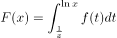 F(x) = ∫_{1/x}^{ln x} f(t)dt